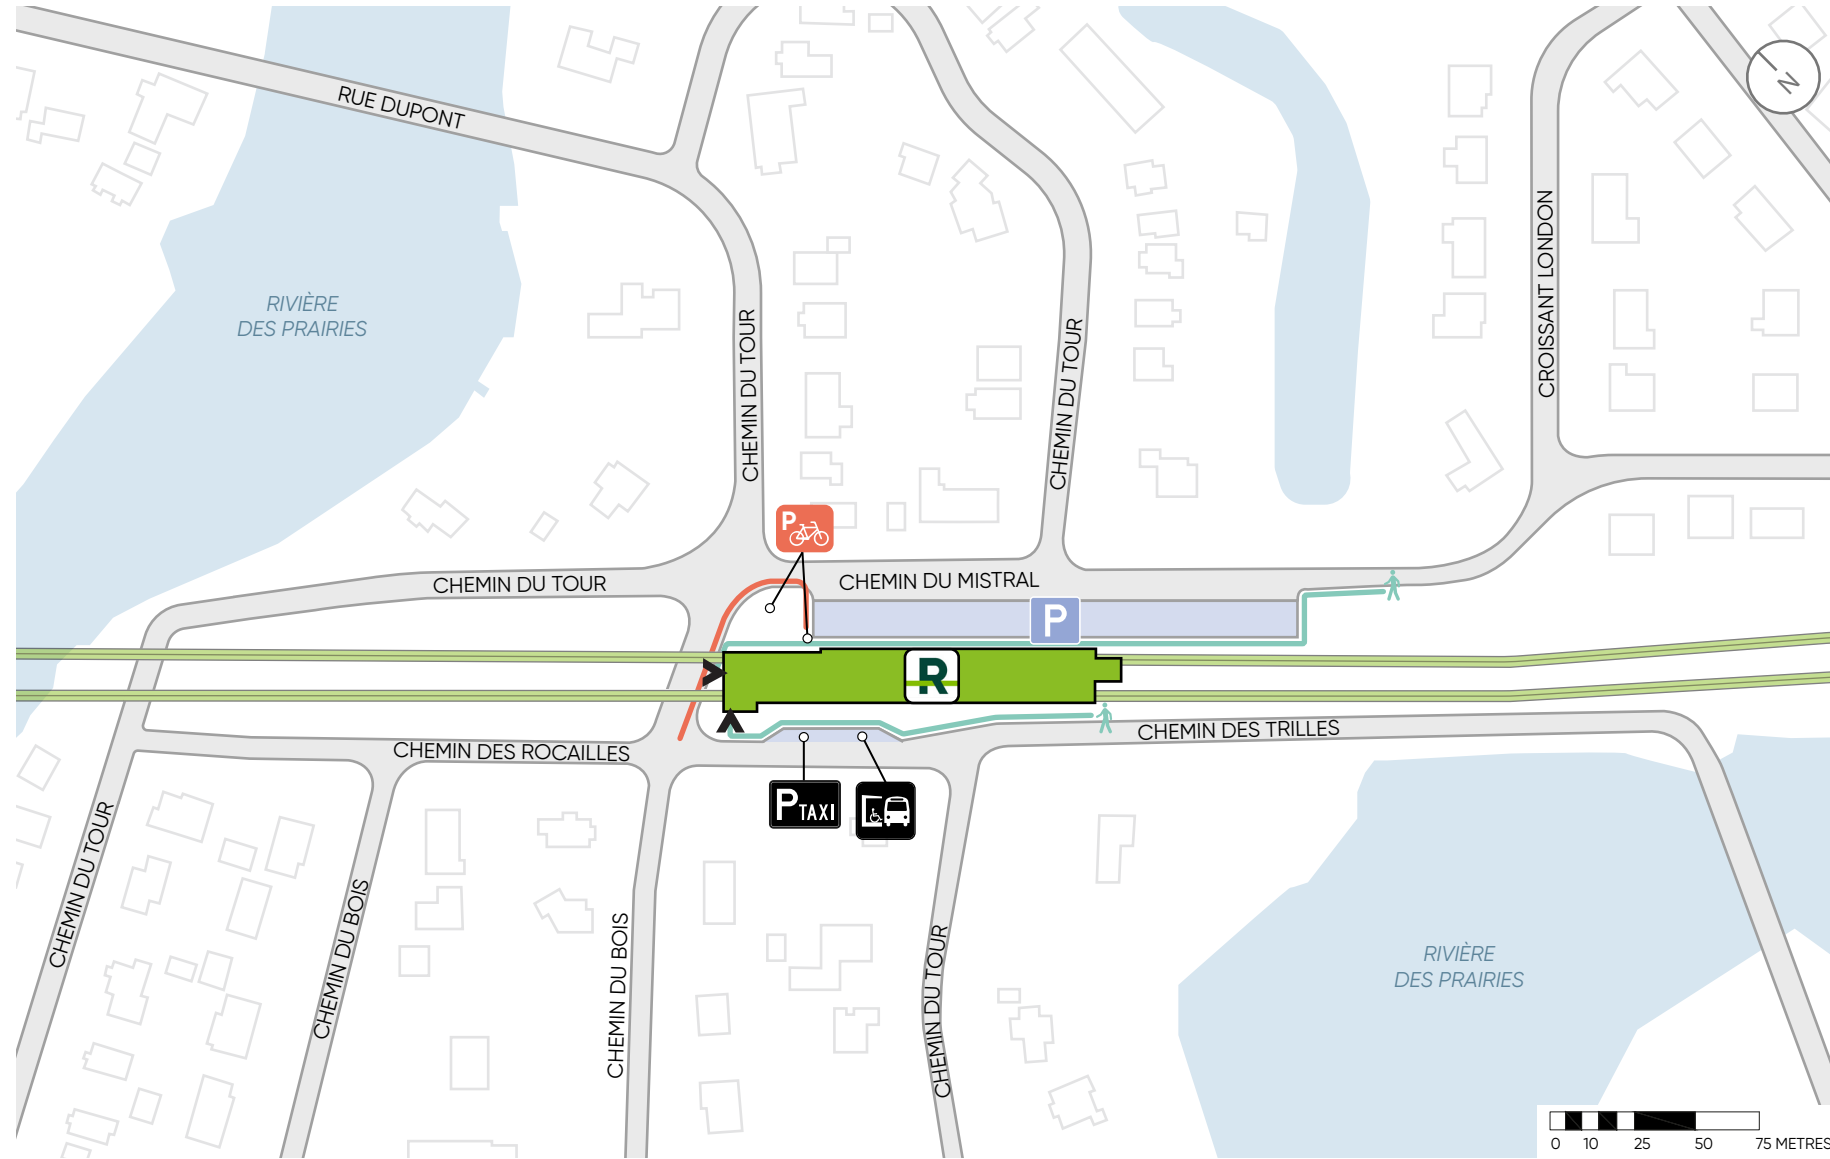 RUE DUPONT
N
RIVIÈRE
DES PRAIRIES
CROISSANT LONDON
CHEMIN DU TOUR
CHEMIN DU TOUR
P
CHEMIN DU TOUR
CHEMIN DU MISTRAL
P
R
CHEMIN DES TRILLES
CHEMIN DES ROCAILLES
P TAXI
CHEMIN DU TOUR
CHEMIN DU BOIS
CHEMIN DU BOIS
CHEMIN DU TOUR
RIVIÈRE
DES PRAIRIES
0 10 25 50 75 METRES